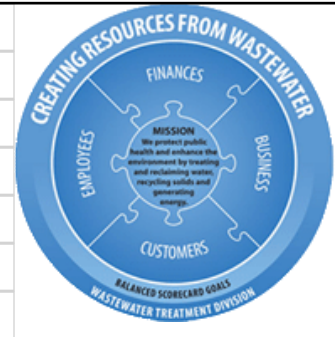 CREATING RESOURCES FROM WASTEWATER
FINANCES
EMPLOYEES
BUSINESS
MISSION
We protect public
health and enhance the
environment by treating
and reclaiming water,
recycling solids and
generating
energy.
CUSTOMERS
BALANCED SCORECARD GOALS
WASTEWATER TREATMENT DIVISION